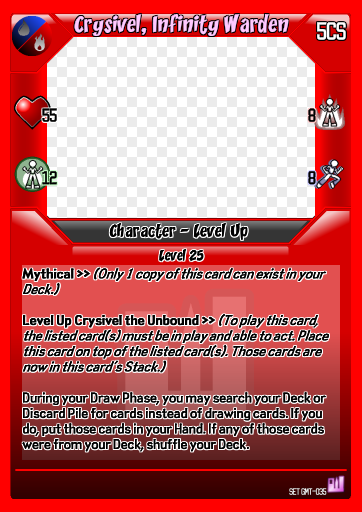 Crysivel, Infinity Warden
5CS
55
8
12
8
Character - Level Up
Level 25
Mythical >> (Only 1 copy of this card can exist in your
Deck.)
Level Up Crysivel the Unbound >> (To play this card,
the listed card(s) must be in play and able to act. Place
this card on top of the listed card(s). Those cards are
now in this card's Stack.)
During your Draw Phase, you may search your Deck or
Discard Pile for cards instead of drawing cards. If you
do, put those cards in your Hand. If any of those cards
were from your Deck, shuffle your Deck.
SET GMT-035